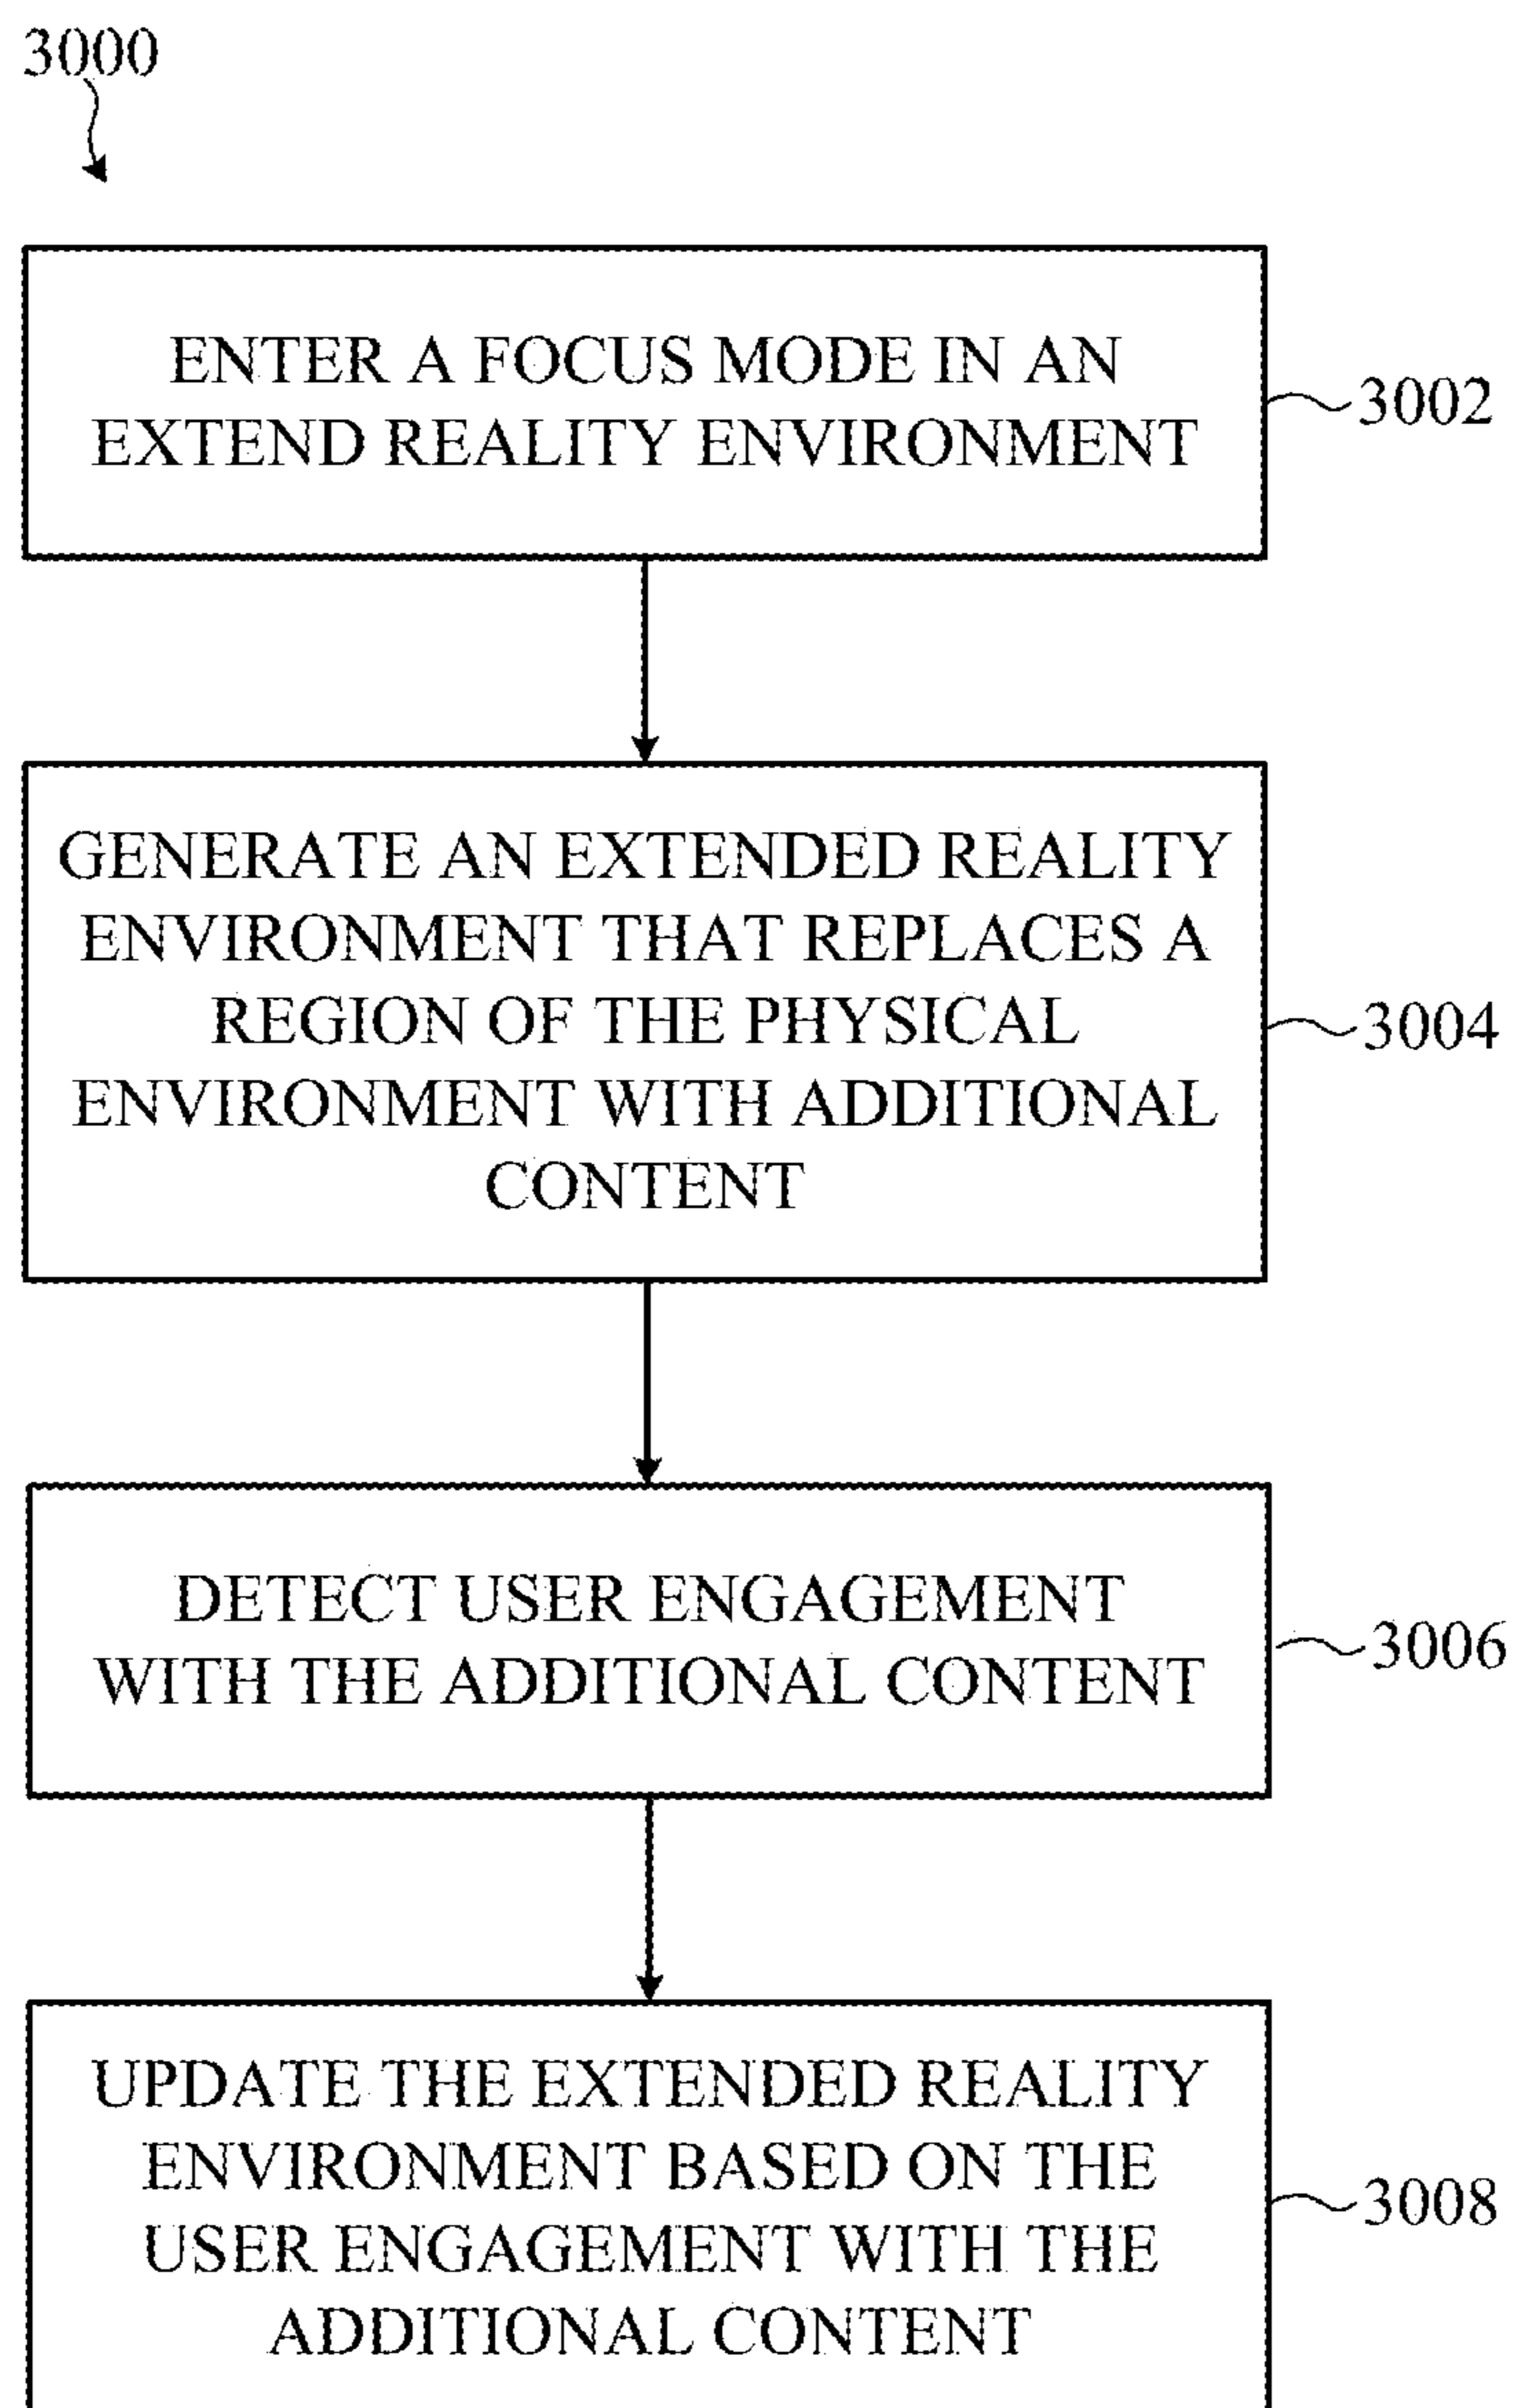 3000
ENTER A FOCUS MODE IN AN
EXTEND REALITY ENVIRONMENT
3002
GENERATE AN EXTENDED REALITY
ENVIRONMENT THAT REPLACES A
REGION OF THE PHYSICAL
ENVIRONMENT WITH ADDITIONAL
CONTENT
3004
DETECT USER ENGAGEMENT
WITH THE ADDITIONAL CONTENT
3006
UPDATE THE EXTENDED REALITY
ENVIRONMENT BASED ON THE
USER ENGAGEMENT WITH THE
ADDITIONAL CONTENT
3008